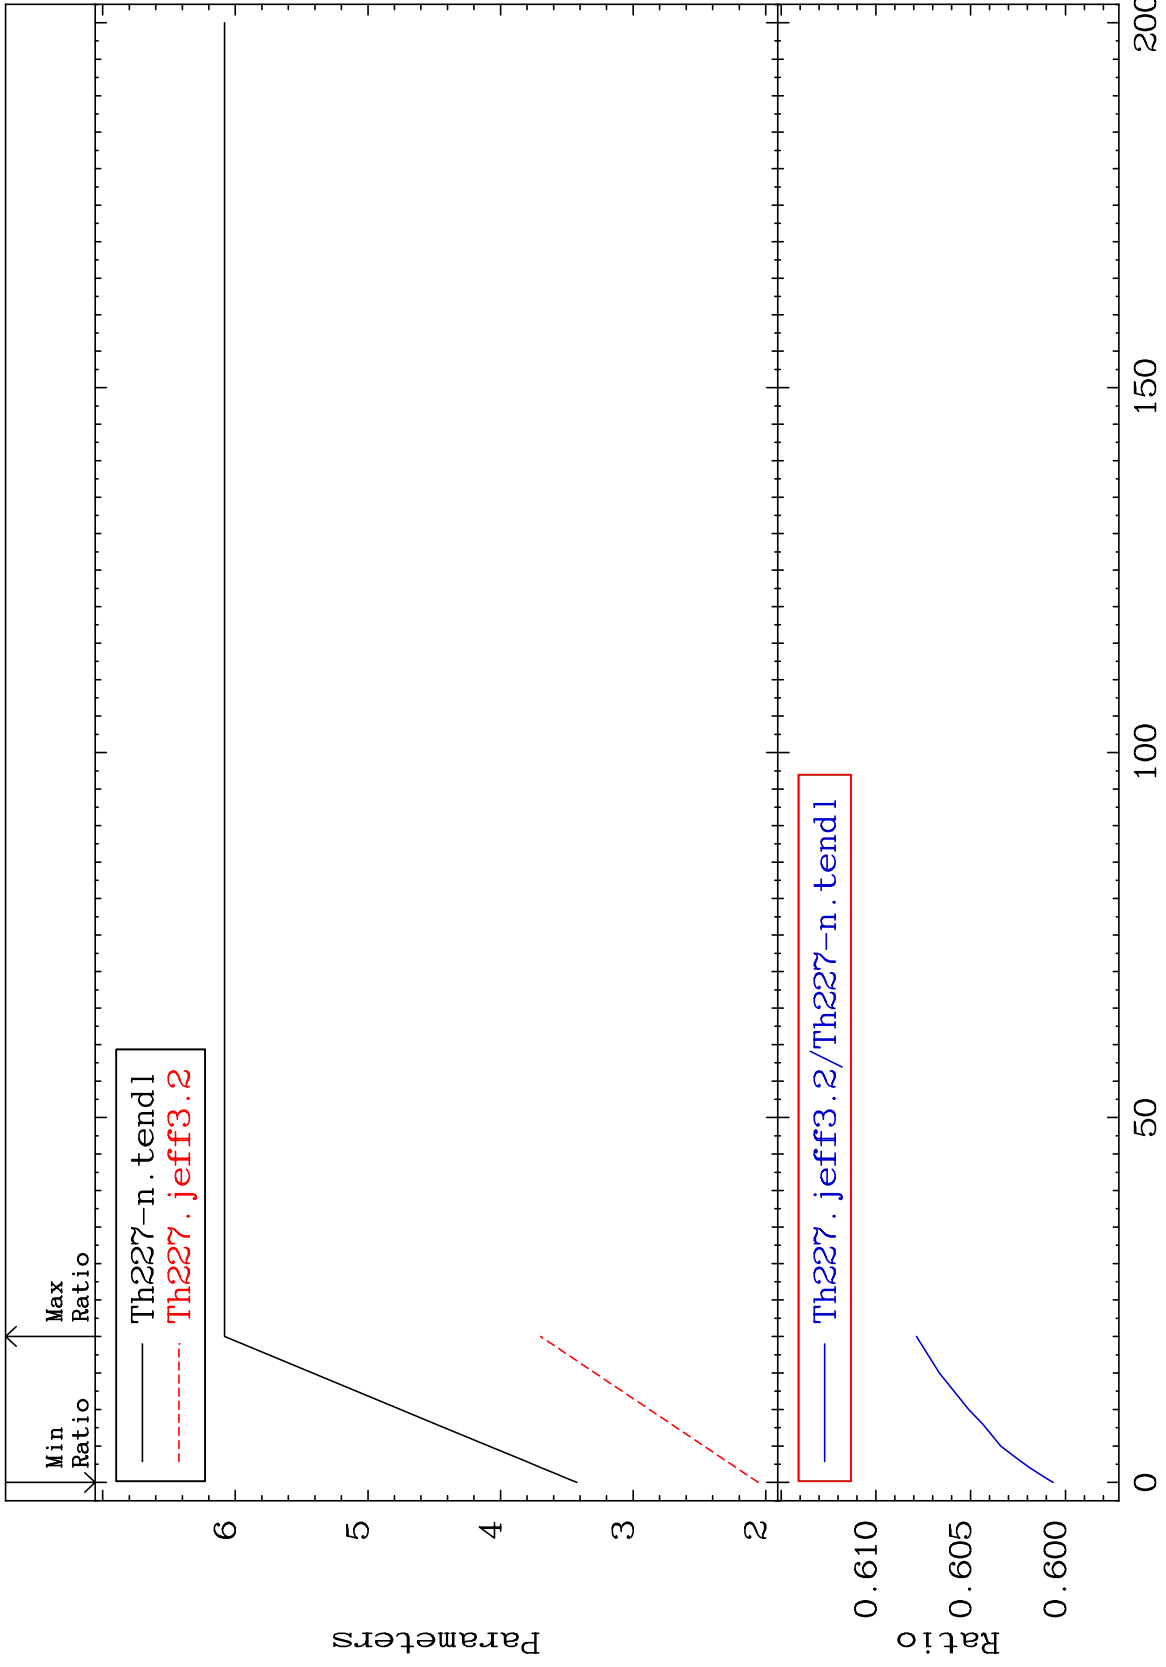 Min
Ratio
Max
Ratio
Th227-n.tendl
Th227.jeff3.2
6
5
4
3
2
Parameters
Th227.jeff3.2/Th227-n.tendl
0.610
0.605
0.600
Ratio
0
50
100
150
200